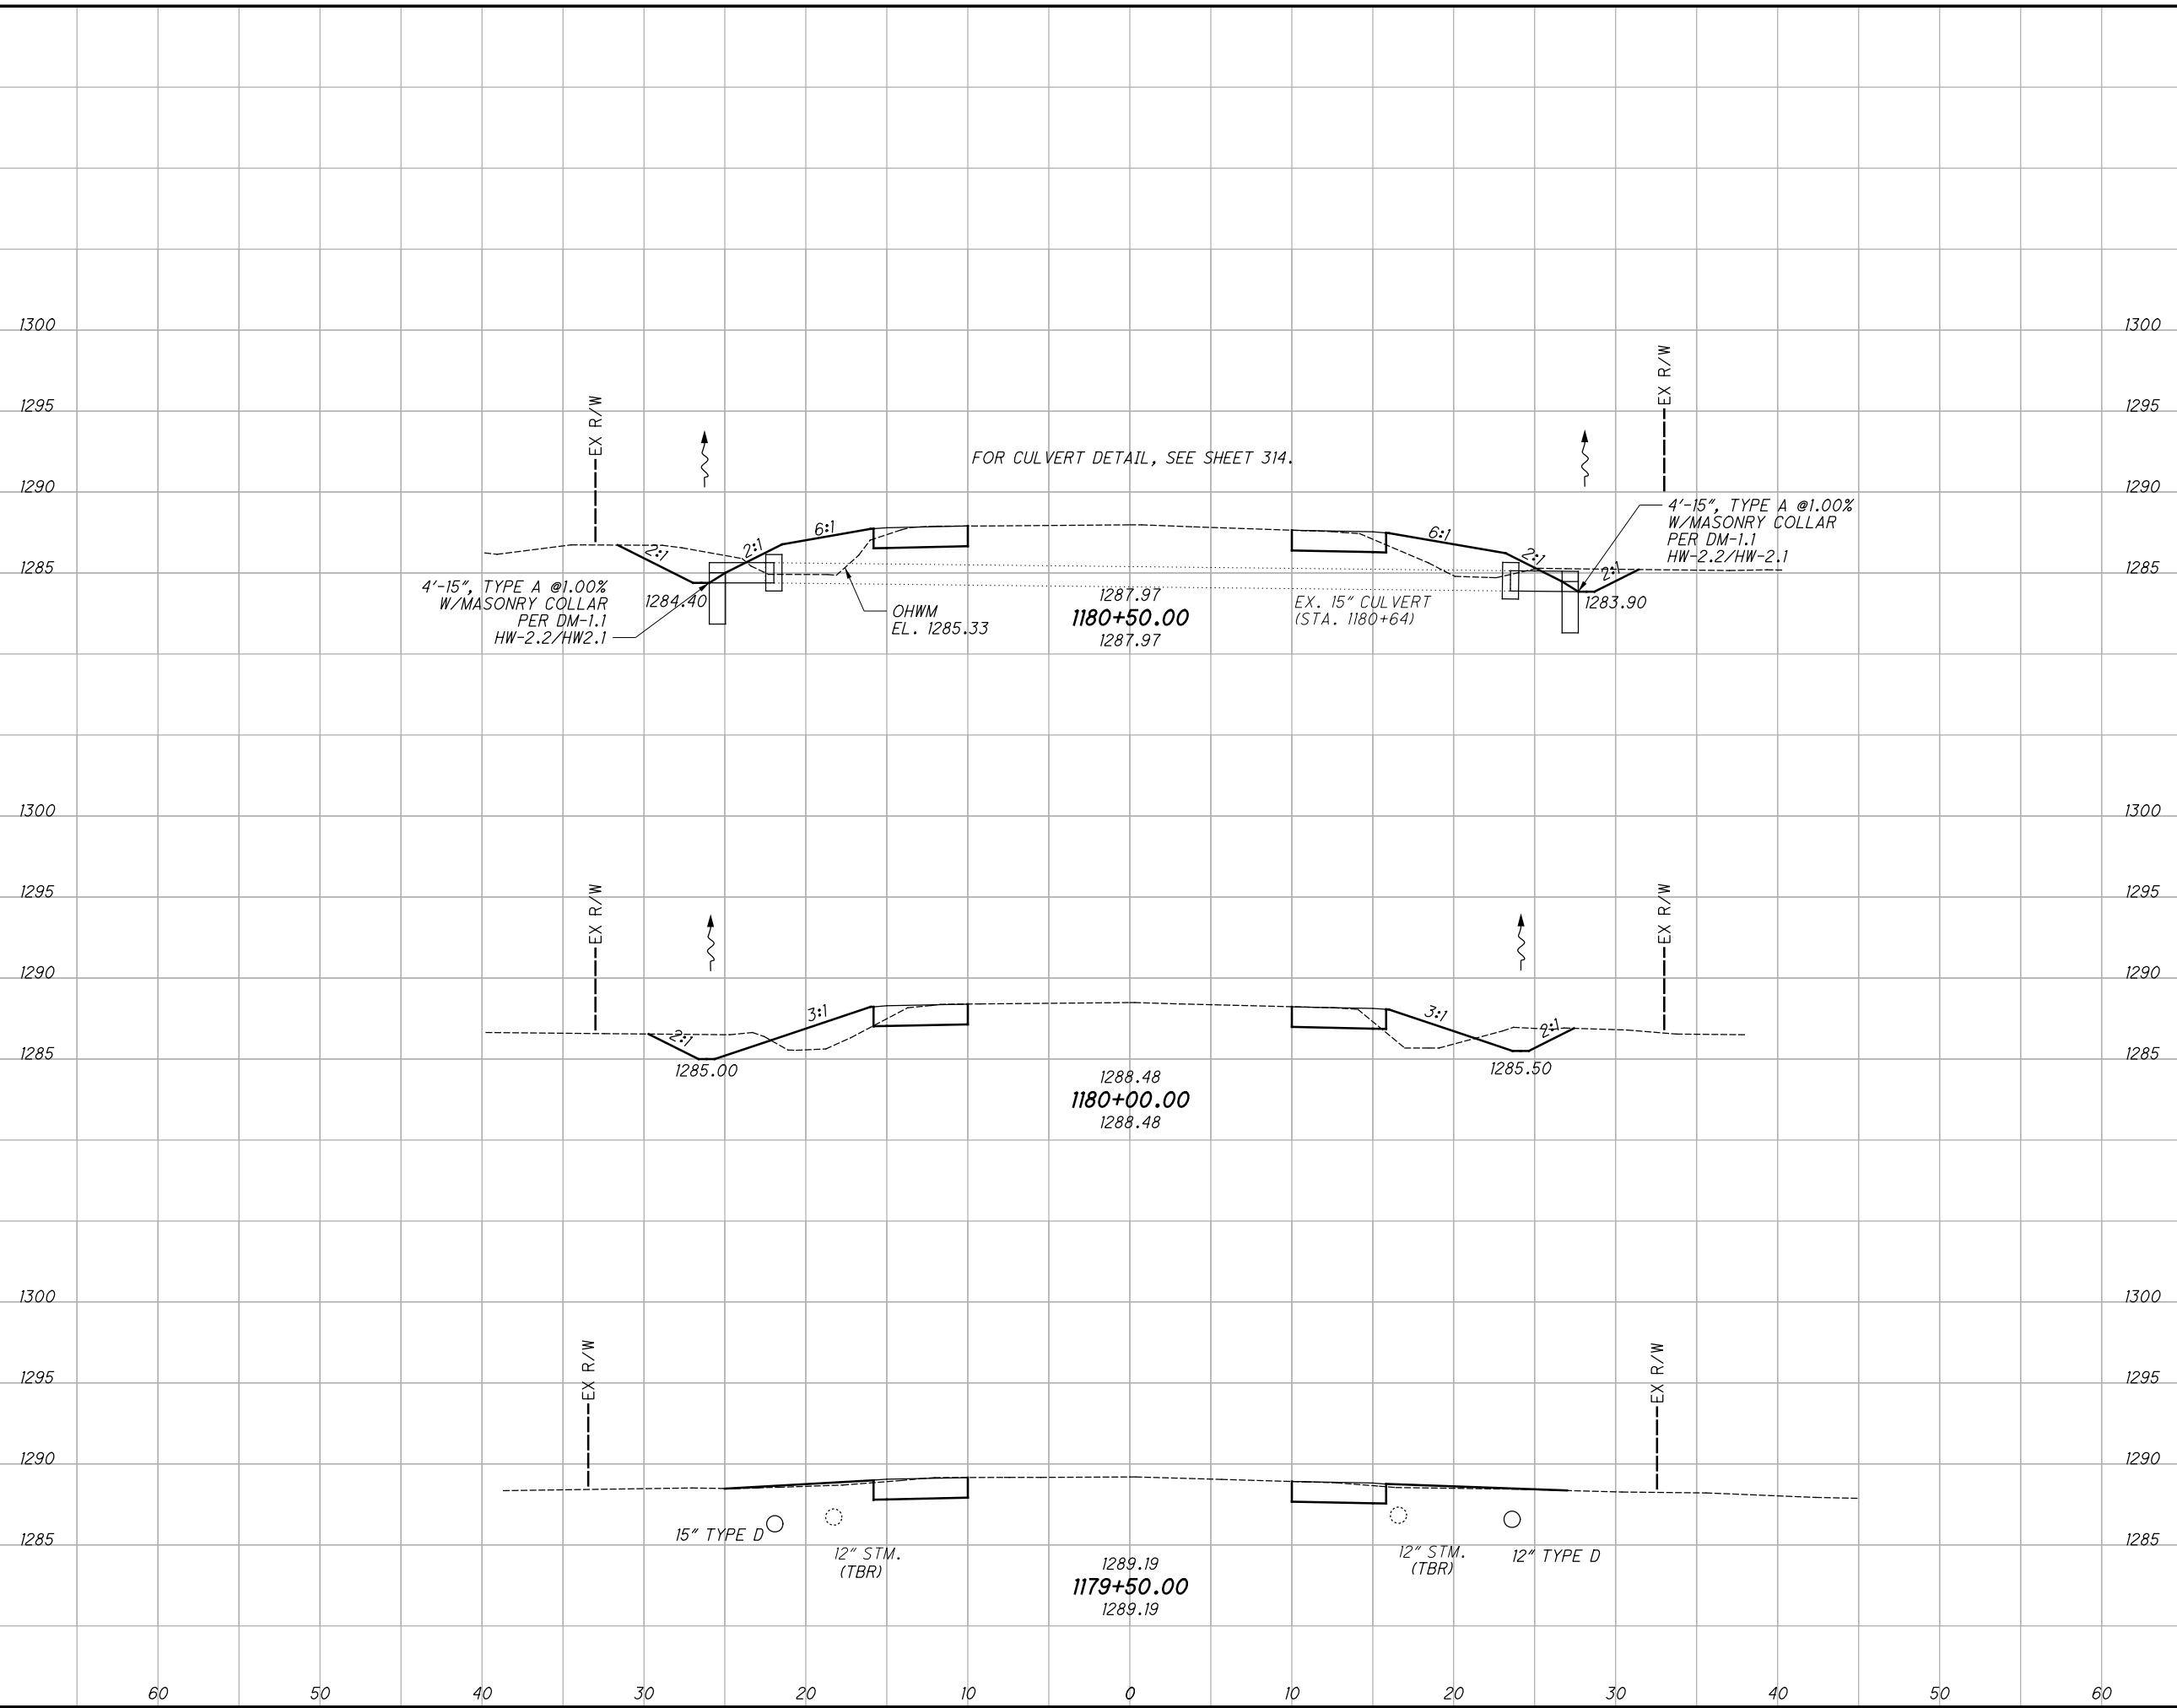 1300
1300
EX R/W
1295
EX R/W
1295
FOR CULVERT DETAIL, SEE SHEET 314.
1290
1290
4'-15", TYPE A @1.00%
W/MASONRY COLLAR
PER DM-1.1
HW-2.2/HW-2.1
2:1
2:1
6:1
6:1
2:1
2:1
1285
1285
4'-15", TYPE A @1.00%
W/MASONRY COLLAR
PER DM-1.1
HW-2.2/HW2.1
1284.40
OHWM
EL. 1285.33
1287.97
1180+50.00
1287.97
EX. 15" CULVERT
(STA. 1180+64)
1283.90
1300
1300
1295
EX R/W
EX R/W
1295
1290
1290
2:1
3:1
3:1
2:1
1285
1285
1285.00
1285.50
1288.48
1180+00.00
1288.48
1300
1300
1295
EX R/W
EX R/W
1295
1290
1290
1285
1285
15" TYPE D
12" STM.
(TBR)
12" STM.
(TBR)
12" TYPE D
1289.19
1179+50.00
1289.19
60 50 40 30 20 10 0 10 20 30 40 50 60